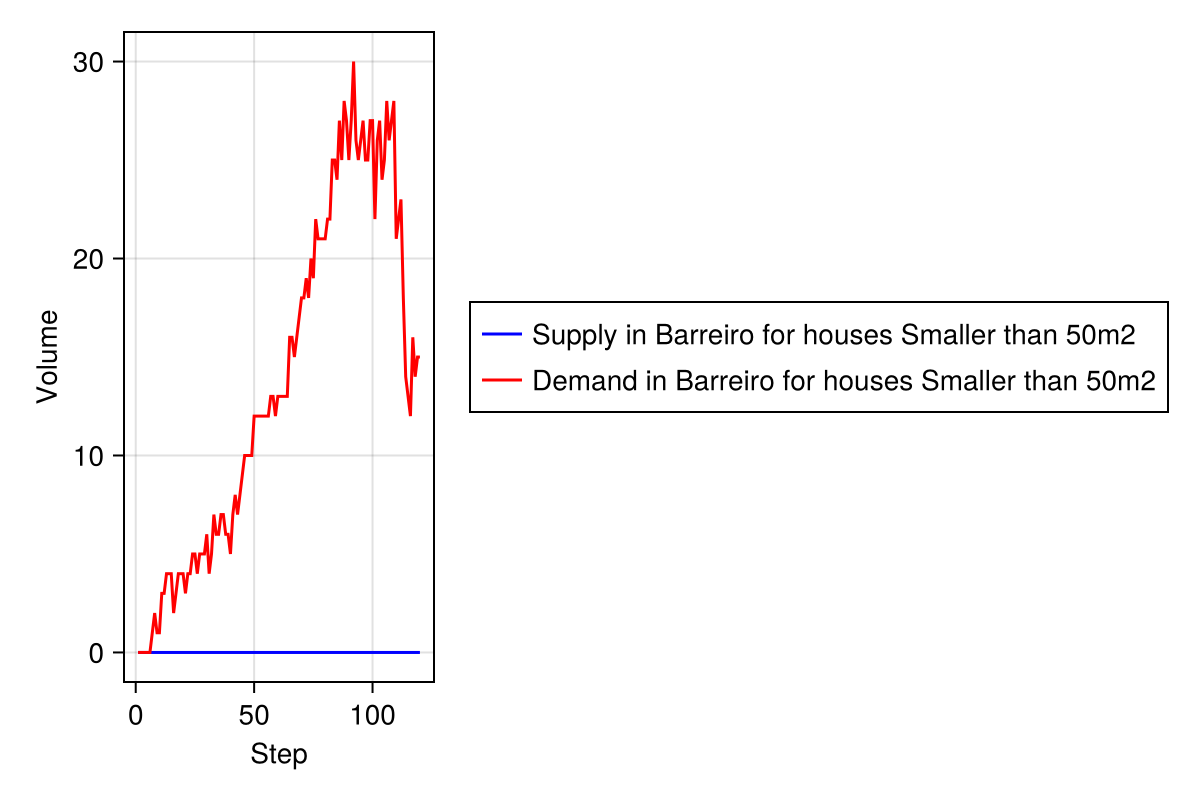 30
20
10
0
Volume
0 50 100
Step
Supply in Barreiro for houses Smaller than 50m2
Demand in Barreiro for houses Smaller than 50m2